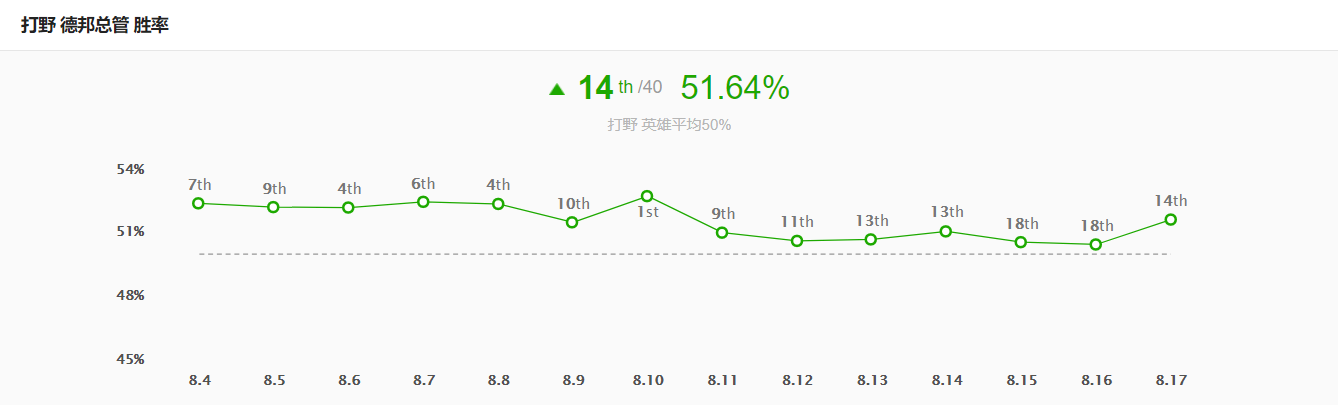 打野 德邦总管 胜率
▲ 14 th /40 51.64%
打野 英雄平均50%
54%
7th 9th 4th 6th 4th 10th 1st 9th 11th 13th 13th 18th 18th 14th
51%
48%
45%
8.4 8.5 8.6 8.7 8.8 8.9 8.10 8.11 8.12 8.13 8.14 8.15 8.16 8.17